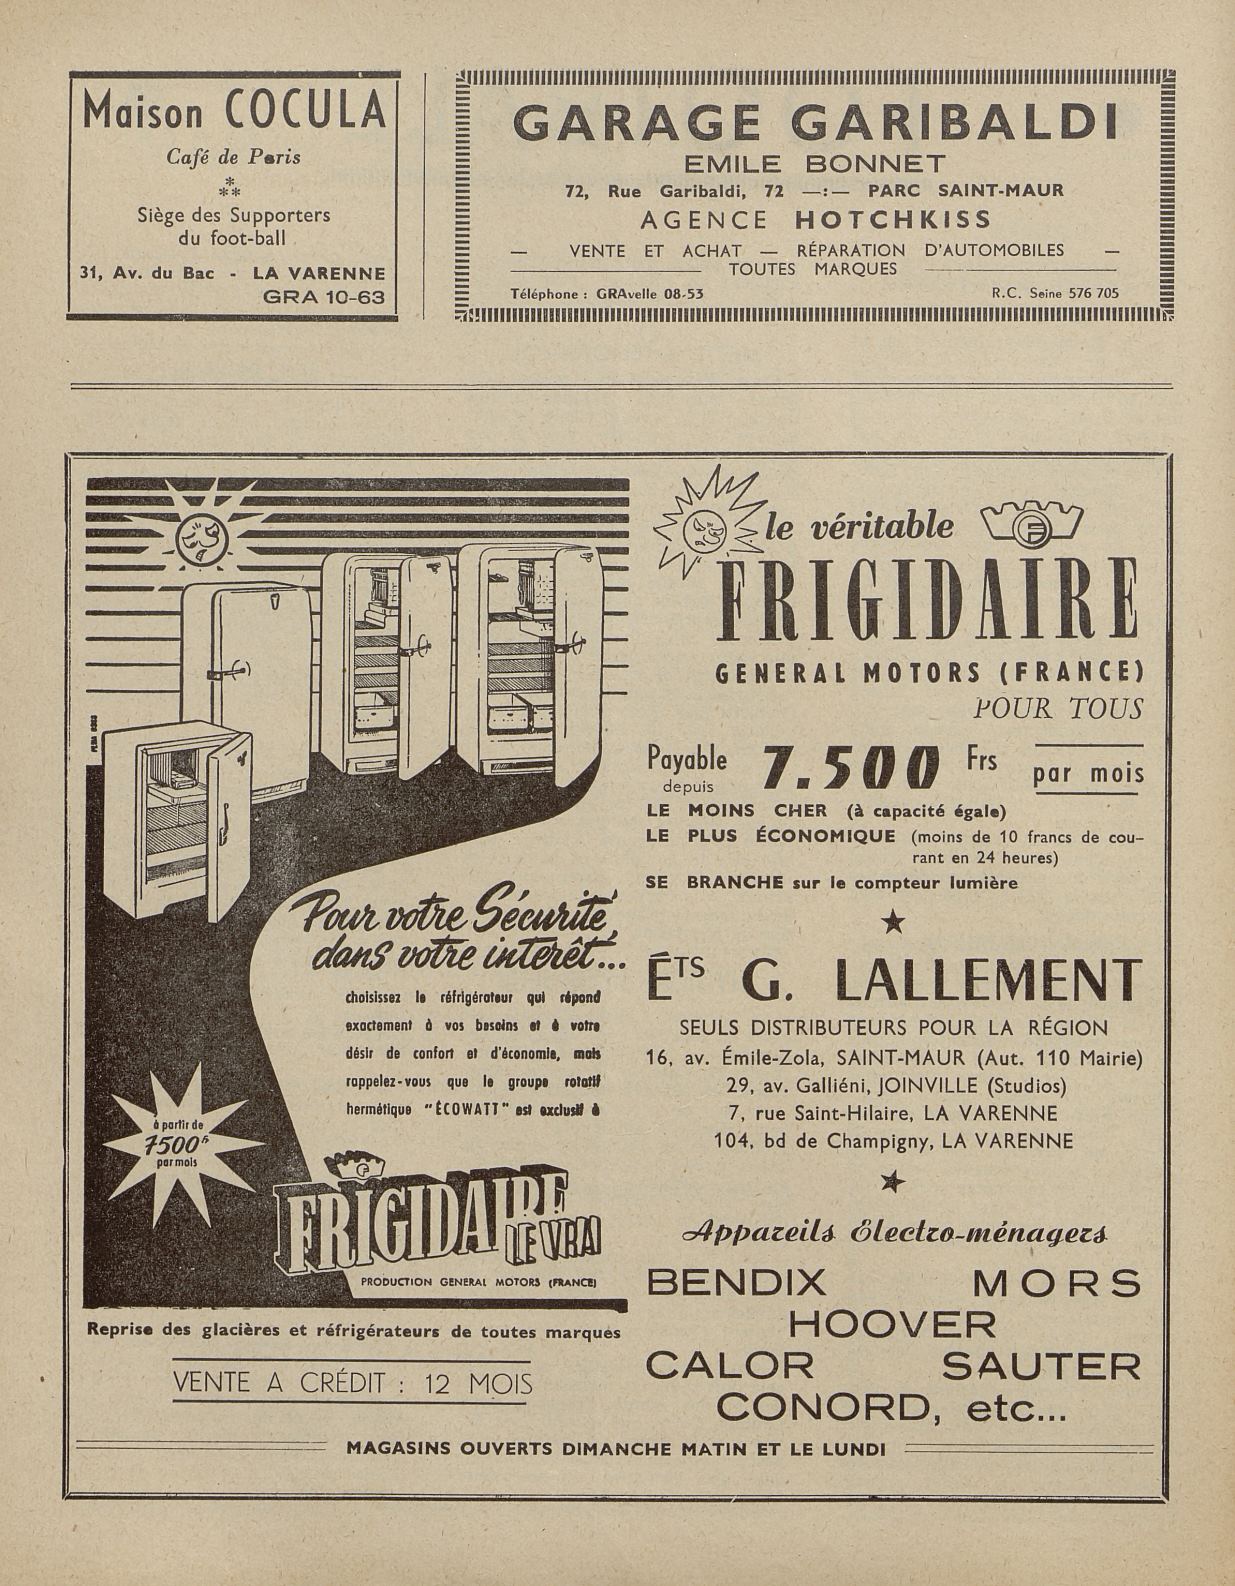 Maison COCULA
Café de Paris
*
**
Siège des Supporters
du foot-ball
31, Av. du Bac - LA VARENNE
GRA 10-63
GARAGE GARIBALDI
EMILE BONNET
72, Rue Garibaldi, 72 —:— PARC SAINT-MAUR
AGENCE HOTCHKISS
— VENTE ET ACHAT — RÉPARATION D'AUTOMOBILES —
TOUTES MARQUES
Téléphone : GRAvelle 08-53 R.C. Seine 576 705
Pour votre Sécurité,
dans votre intérêt...
choisissez le réfrigérateur qui répond
exactement à vos besoins et à votre
désir de confort et d'économie, mais
rappelez-vous que le groupe rotatif
hermétique "ÉCOWATT" est exclusif à
à partir de
7500 fr
par mois
FRIGIDAIRE
LE VRAI
PRODUCTION GENERAL MOTORS (FRANCE)
Reprise des glacières et réfrigérateurs de toutes marques
VENTE A CRÉDIT : 12 MOIS
le véritable
F
FRIGIDAIRE
GENERAL MOTORS (FRANCE)
POUR TOUS
Payable depuis 7.500 Frs par mois
LE MOINS CHER (à capacité égale)
LE PLUS ÉCONOMIQUE (moins de 10 francs de cou-
rant en 24 heures)
SE BRANCHE sur le compteur lumière
ÉTS G. LALLEMENT
SEULS DISTRIBUTEURS POUR LA RÉGION
16, av. Émile-Zola, SAINT-MAUR (Aut. 110 Mairie)
29, av. Galliéni, JOINVILLE (Studios)
7, rue Saint-Hilaire, LA VARENNE
104, bd de Champigny, LA VARENNE
Appareils Électro-ménagers
BENDIX MORS
HOOVER
CALOR SAUTER
CONORD, etc...
MAGASINS OUVERTS DIMANCHE MATIN ET LE LUNDI